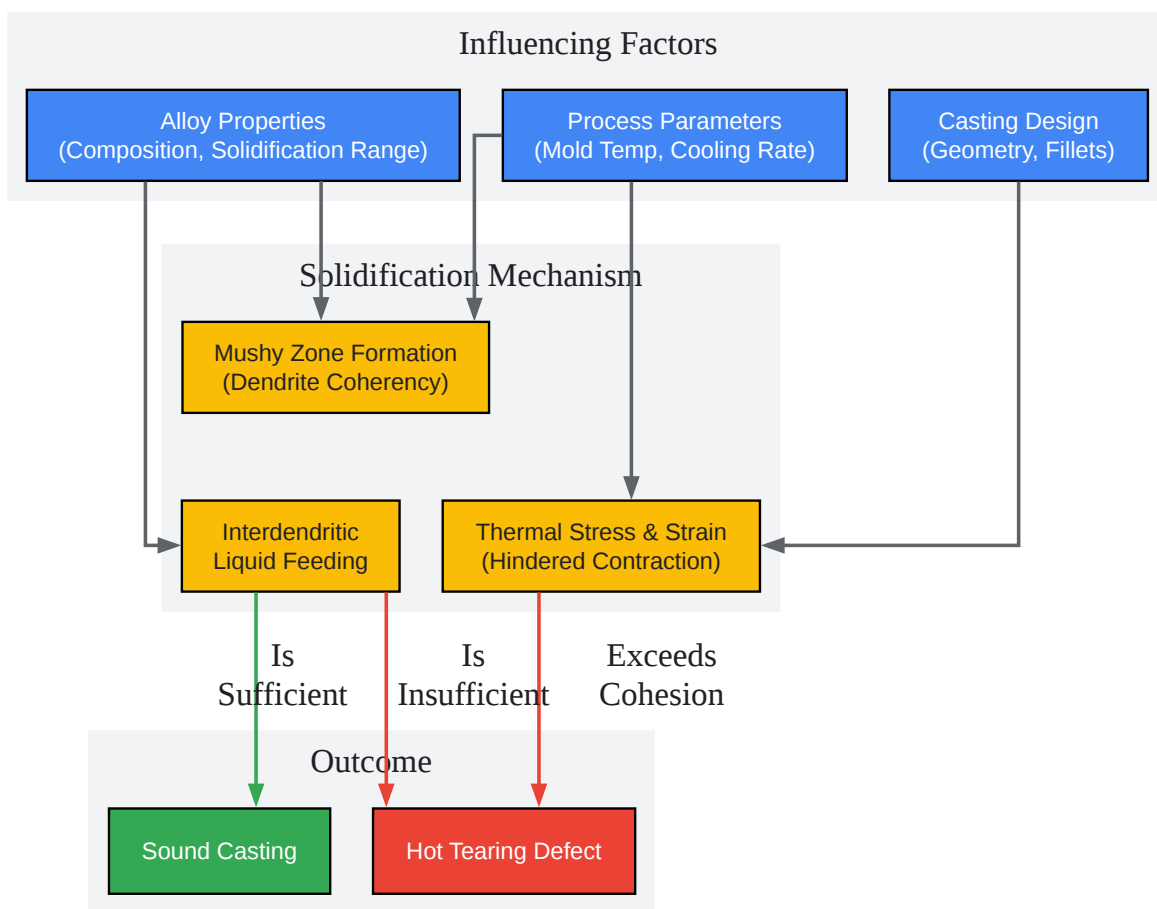 Influencing Factors
Alloy Properties
(Composition, Solidification Range)
Process Parameters
(Mold Temp, Cooling Rate)
Casting Design
(Geometry, Fillets)
Solidification Mechanism
Mushy Zone Formation
(Dendrite Coherency)
Interdendritic
Liquid Feeding
Thermal Stress & Strain
(Hindered Contraction)
Is
Sufficient
Is
Insufficient
Exceeds
Cohesion
Outcome
Sound Casting
Hot Tearing Defect